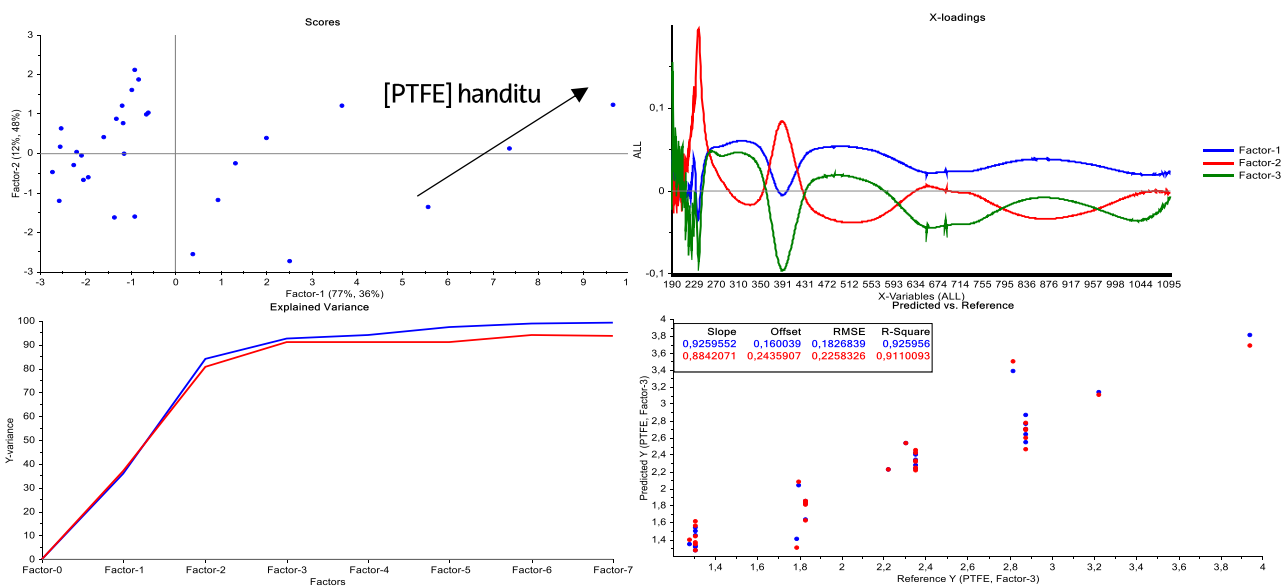 Scores
3
2
1
0
-1
-2
-3
Factor-2 (12%, 48%)
[PTFE] handitu
-3 -2 -1 0 1 2 3 4 5 6 7 8 9 10
Factor-1 (77%, 36%)
X-loadings
0,1
0
-0,1
ALL
Factor-1
Factor-2
Factor-3
190 229 270 310 350 391 431 472 512 553 593 634 674 714 755 795 836 876 917 957 998 1044 1095
X-Variables (ALL)
Explained Variance
100
90
80
70
60
50
40
30
20
10
0
Y-variance
Factor-0 Factor-1 Factor-2 Factor-3 Factor-4 Factor-5 Factor-6 Factor-7
Factors
Predicted vs. Reference
Slope Offset RMSE R-Square
0,9259552 0,160039 0,1826839 0,925956
0,8842071 0,2435907 0,2258326 0,9110093
4
3,8
3,6
3,4
3,2
3
2,8
2,6
2,4
2,2
2
1,8
1,6
1,4
Predicted Y (PTFE, Factor-3)
1,4 1,6 1,8 2 2,2 2,4 2,6 2,8 3 3,2 3,4 3,6 3,8 4
Reference Y (PTFE, Factor-3)